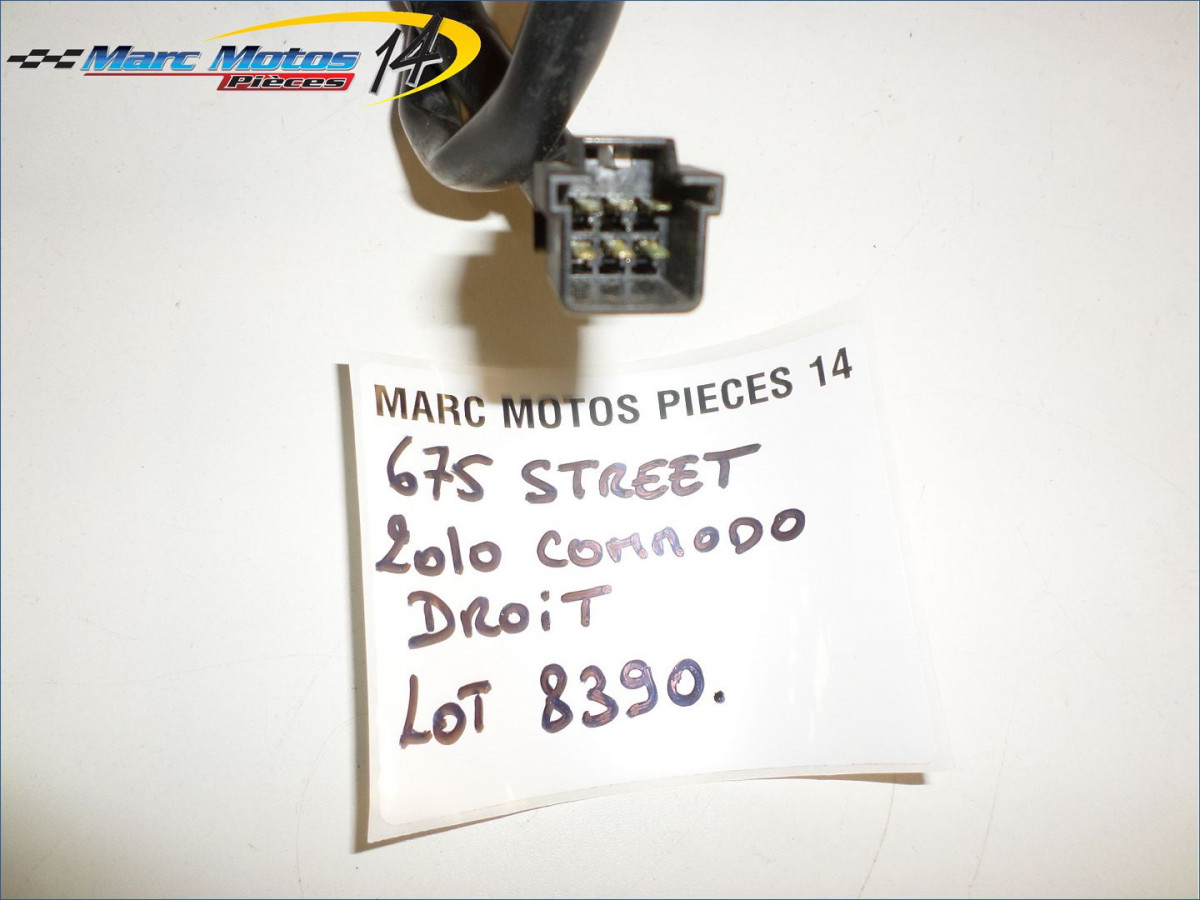 Marc Motos 14
Pièces
MARC MOTOS PIECES 14
675 STREET
2010 COMMODO
DROIT
LOT 8390.